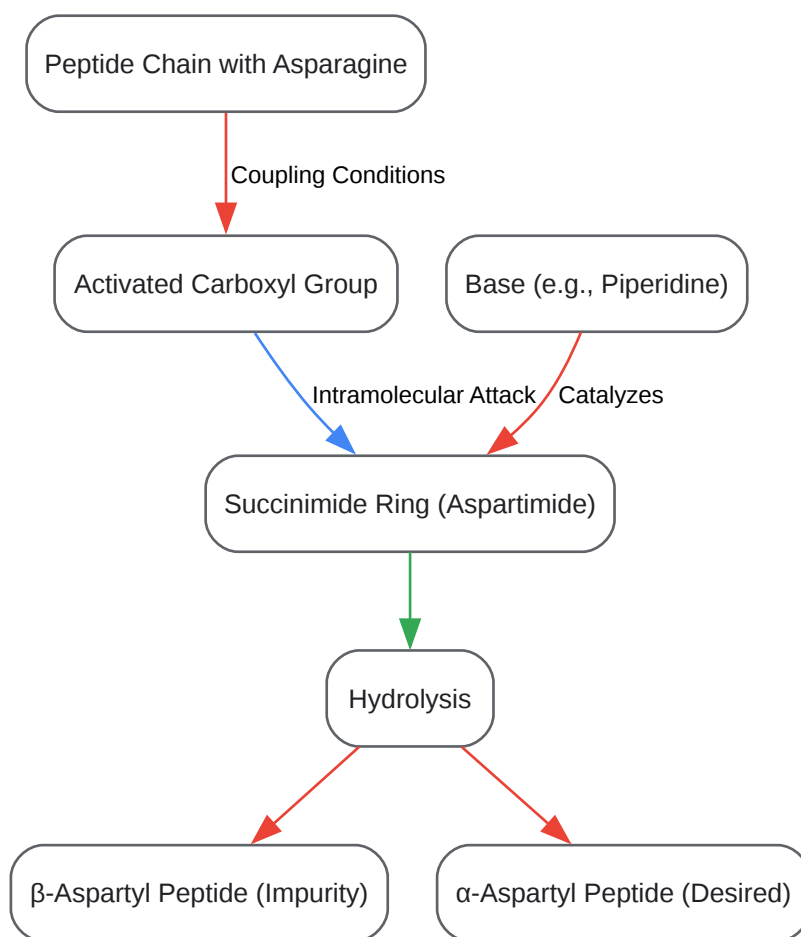 Peptide Chain with Asparagine
Coupling Conditions
Activated Carboxyl Group
Base (e.g., Piperidine)
Intramolecular Attack
Catalyzes
Succinimide Ring (Aspartimide)
Hydrolysis
β-Aspartyl Peptide (Impurity)
α-Aspartyl Peptide (Desired)